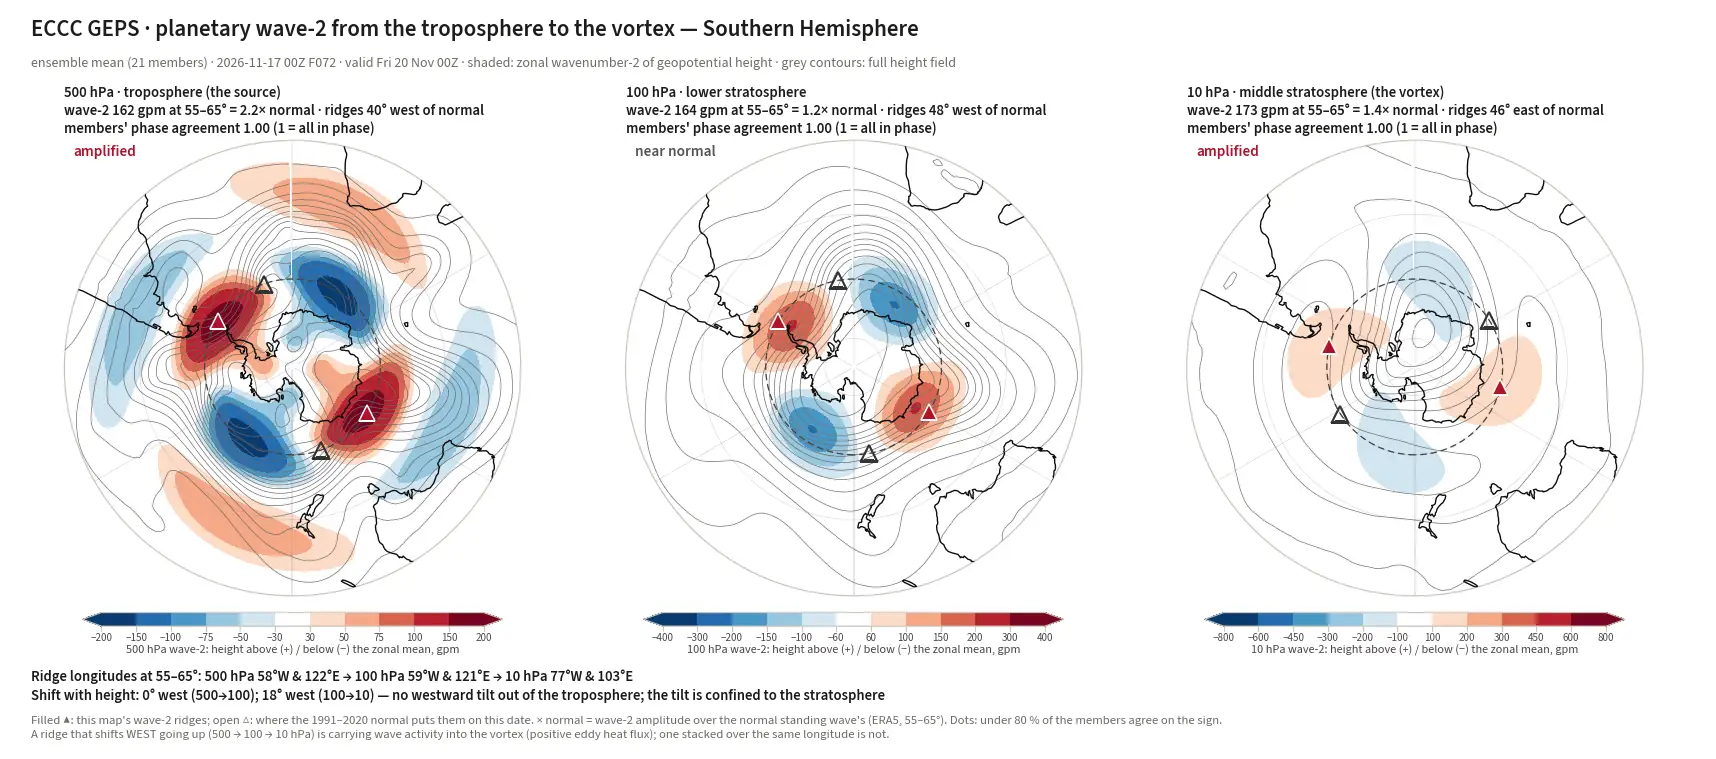 ECCC GEPS · planetary wave-2 from the troposphere to the vortex — Southern Hemisphere
ensemble mean (21 members) · 2026-11-17 00Z F072 · valid Fri 20 Nov 00Z · shaded: zonal wavenumber-2 of geopotential height · grey contours: full height field
500 hPa · troposphere (the source)
wave-2 162 gpm at 55–65° = 2.2× normal · ridges 40° west of normal
members' phase agreement 1.00 (1 = all in phase)
amplified
100 hPa · lower stratosphere
wave-2 164 gpm at 55–65° = 1.2× normal · ridges 48° west of normal
members' phase agreement 1.00 (1 = all in phase)
near normal
10 hPa · middle stratosphere (the vortex)
wave-2 173 gpm at 55–65° = 1.4× normal · ridges 46° east of normal
members' phase agreement 1.00 (1 = all in phase)
amplified
−200 −150 −100 −75 −50 −30 30 50 75 100 150 200
500 hPa wave-2: height above (+) / below (−) the zonal mean, gpm
−400 −300 −200 −150 −100 −60 60 100 150 200 300 400
100 hPa wave-2: height above (+) / below (−) the zonal mean, gpm
−800 −600 −450 −300 −200 −100 100 200 300 450 600 800
10 hPa wave-2: height above (+) / below (−) the zonal mean, gpm
Ridge longitudes at 55–65°: 500 hPa 58°W & 122°E → 100 hPa 59°W & 121°E → 10 hPa 77°W & 103°E
Shift with height: 0° west (500→100); 18° west (100→10) — no westward tilt out of the troposphere; the tilt is confined to the stratosphere
Filled ▲: this map's wave-2 ridges; open △: where the 1991–2020 normal puts them on this date. × normal = wave-2 amplitude over the normal standing wave's (ERA5, 55–65°). Dots: under 80 % of the members agree on the sign.
A ridge that shifts WEST going up (500 → 100 → 10 hPa) is carrying wave activity into the vortex (positive eddy heat flux); one stacked over the same longitude is not.